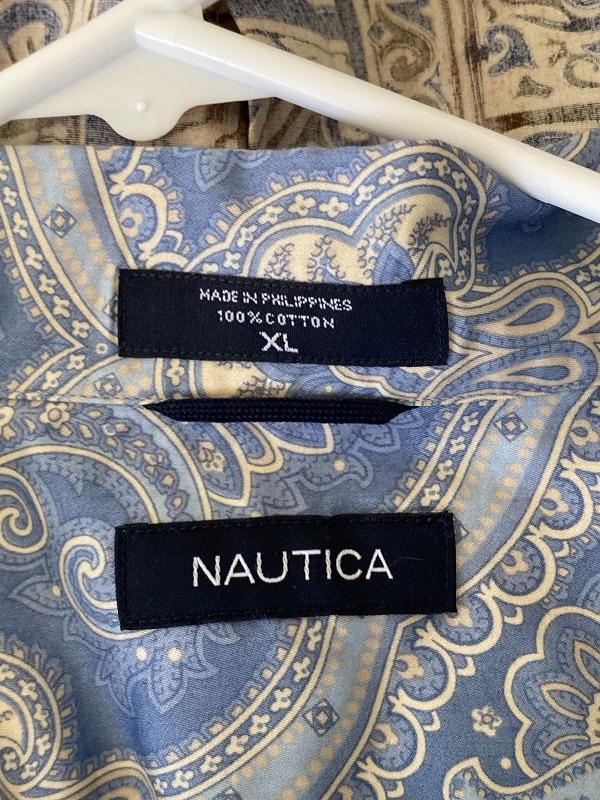 MADE IN PHILIPPINES
100% COTTON
XL
NAUTICA